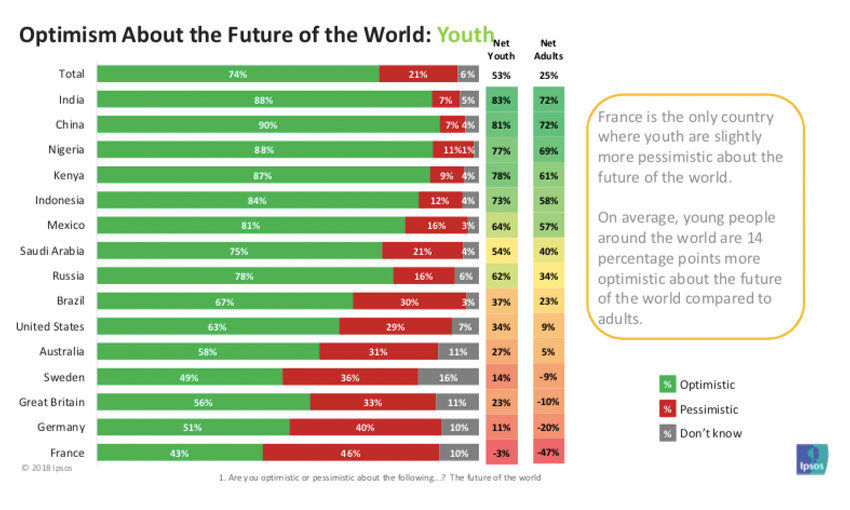 Optimism About the Future of the World: Youth
Net Youth
Net Adults
Total 74% 21% 6% 53% 25%
India 88% 7% 5% 83% 72%
China 90% 7% 4% 81% 72%
Nigeria 88% 11% 1% 77% 69%
Kenya 87% 9% 4% 78% 61%
Indonesia 84% 12% 4% 73% 58%
Mexico 81% 16% 3% 64% 57%
Saudi Arabia 75% 21% 4% 54% 40%
Russia 78% 16% 6% 62% 34%
Brazil 67% 30% 3% 37% 23%
United States 63% 29% 7% 34% 9%
Australia 58% 31% 11% 27% 5%
Sweden 49% 36% 16% 14% -9%
Great Britain 56% 33% 11% 23% -10%
Germany 51% 40% 10% 11% -20%
France 43% 46% 10% -3% -47%
France is the only country
where youth are slightly
more pessimistic about the
future of the world.
On average, young people
around the world are 14
percentage points more
optimistic about the future
of the world compared to
adults.
% Optimistic
% Pessimistic
% Don't know
© 2018 Ipsos
1. Are you optimistic or pessimistic about the following...? The future of the world
Ipsos